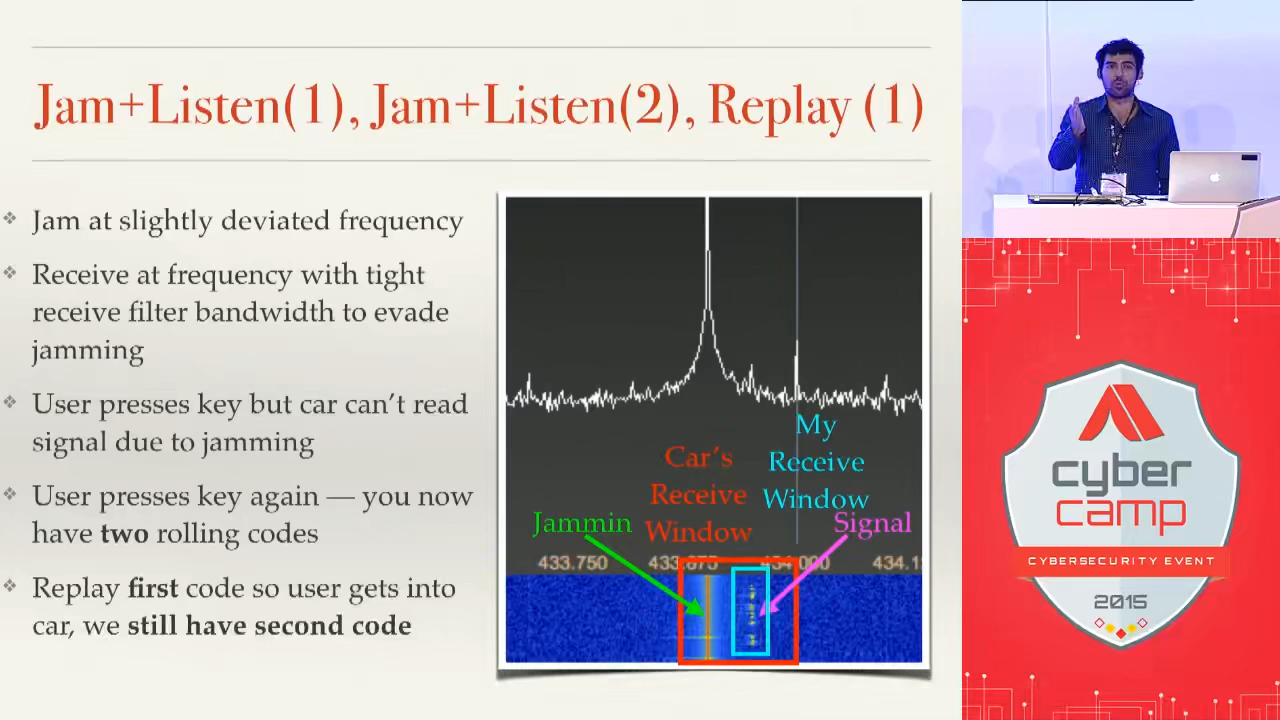 Jam+Listen(1), Jam+Listen(2), Replay (1)
Jam at slightly deviated frequency
Receive at frequency with tight
receive filter bandwidth to evade
jamming
User presses key but car can't read
signal due to jamming
User presses key again — you now
have two rolling codes
Replay first code so user gets into
car, we still have second code
My
Receive
Window
Car's
Receive
Window
Jammin
Signal
433.750
433.875
434.000
cyber
camp
CYBERSECURITY EVENT
2015